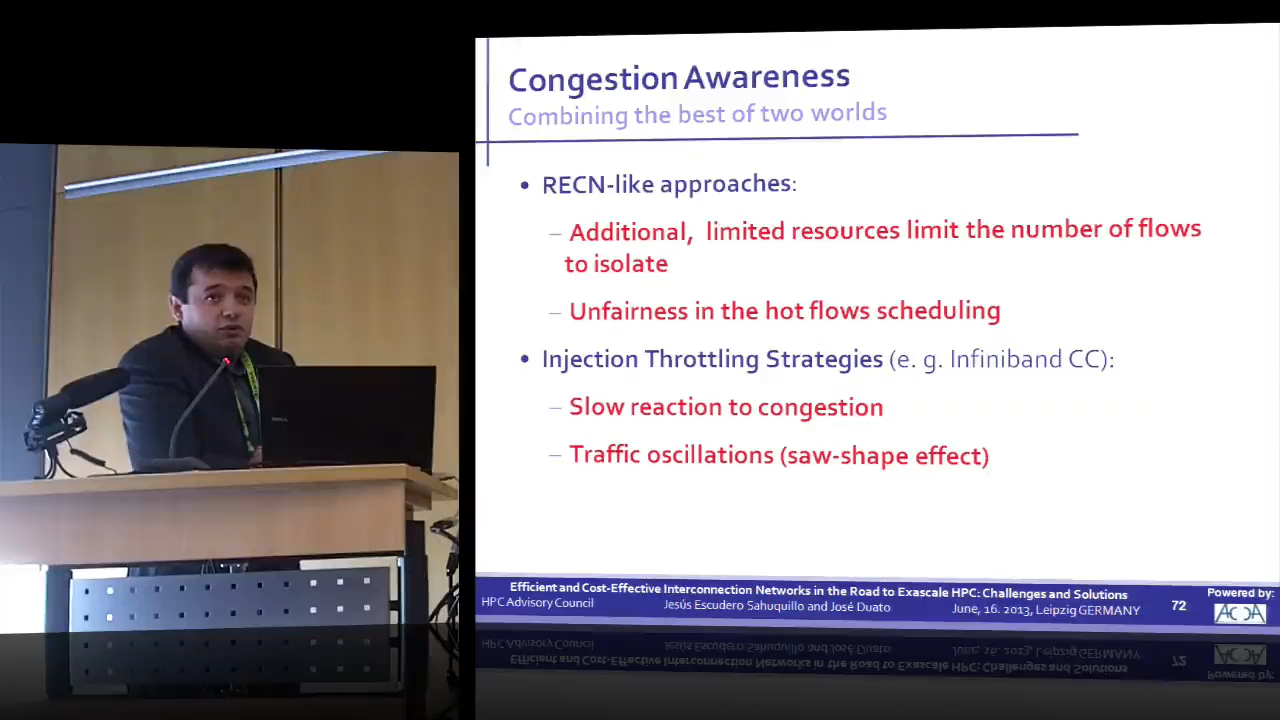 Congestion Awareness
Combining the best of two worlds
• RECN-like approaches:
– Additional, limited resources limit the number of flows
to isolate
– Unfairness in the hot flows scheduling
• Injection Throttling Strategies (e. g. Infiniband CC):
– Slow reaction to congestion
– Traffic oscillations (saw-shape effect)
Efficient and Cost-Effective Interconnection Networks in the Road to Exascale HPC: Challenges and Solutions
HPC Advisory Council Jesús Escudero Sahuquillo and José Duato June, 16. 2013, Leipzig GERMANY 72
Powered by: